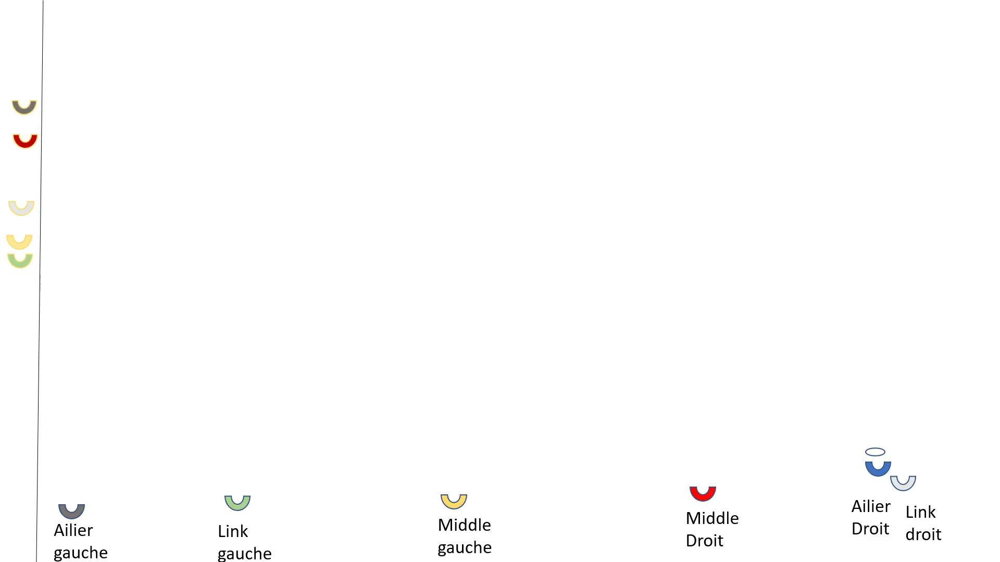 Ailier
gauche
Link
gauche
Middle
gauche
Middle
Droit
Ailier
Droit
Link
droit